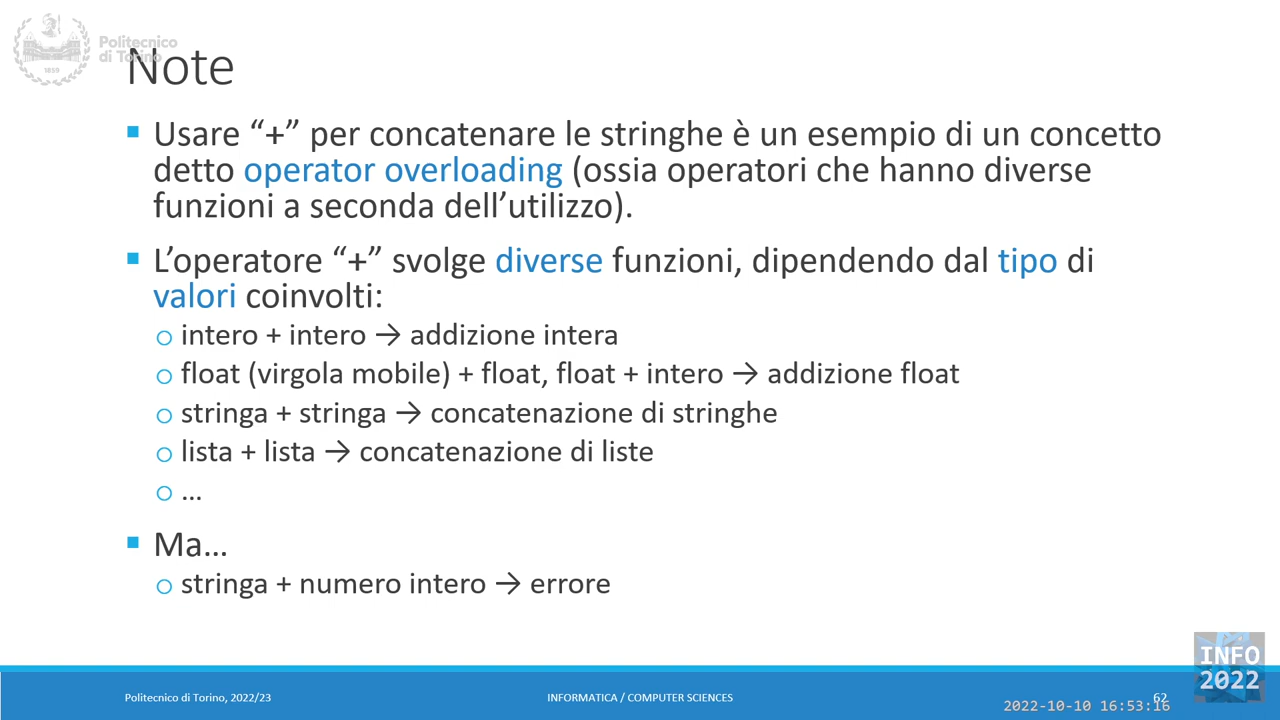 Politecnico
di Torino
1859
Note
Usare “+” per concatenare le stringhe è un esempio di un concetto
detto operator overloading (ossia operatori che hanno diverse
funzioni a seconda dell’utilizzo).
L’operatore “+” svolge diverse funzioni, dipendendo dal tipo di
valori coinvolti:
intero + intero → addizione intera
float (virgola mobile) + float, float + intero → addizione float
stringa + stringa → concatenazione di stringhe
lista + lista → concatenazione di liste
…
Ma…
stringa + numero intero → errore
INFO
2022
Politecnico di Torino, 2022/23
INFORMATICA / COMPUTER SCIENCES
62
2022-10-10 16:53:16